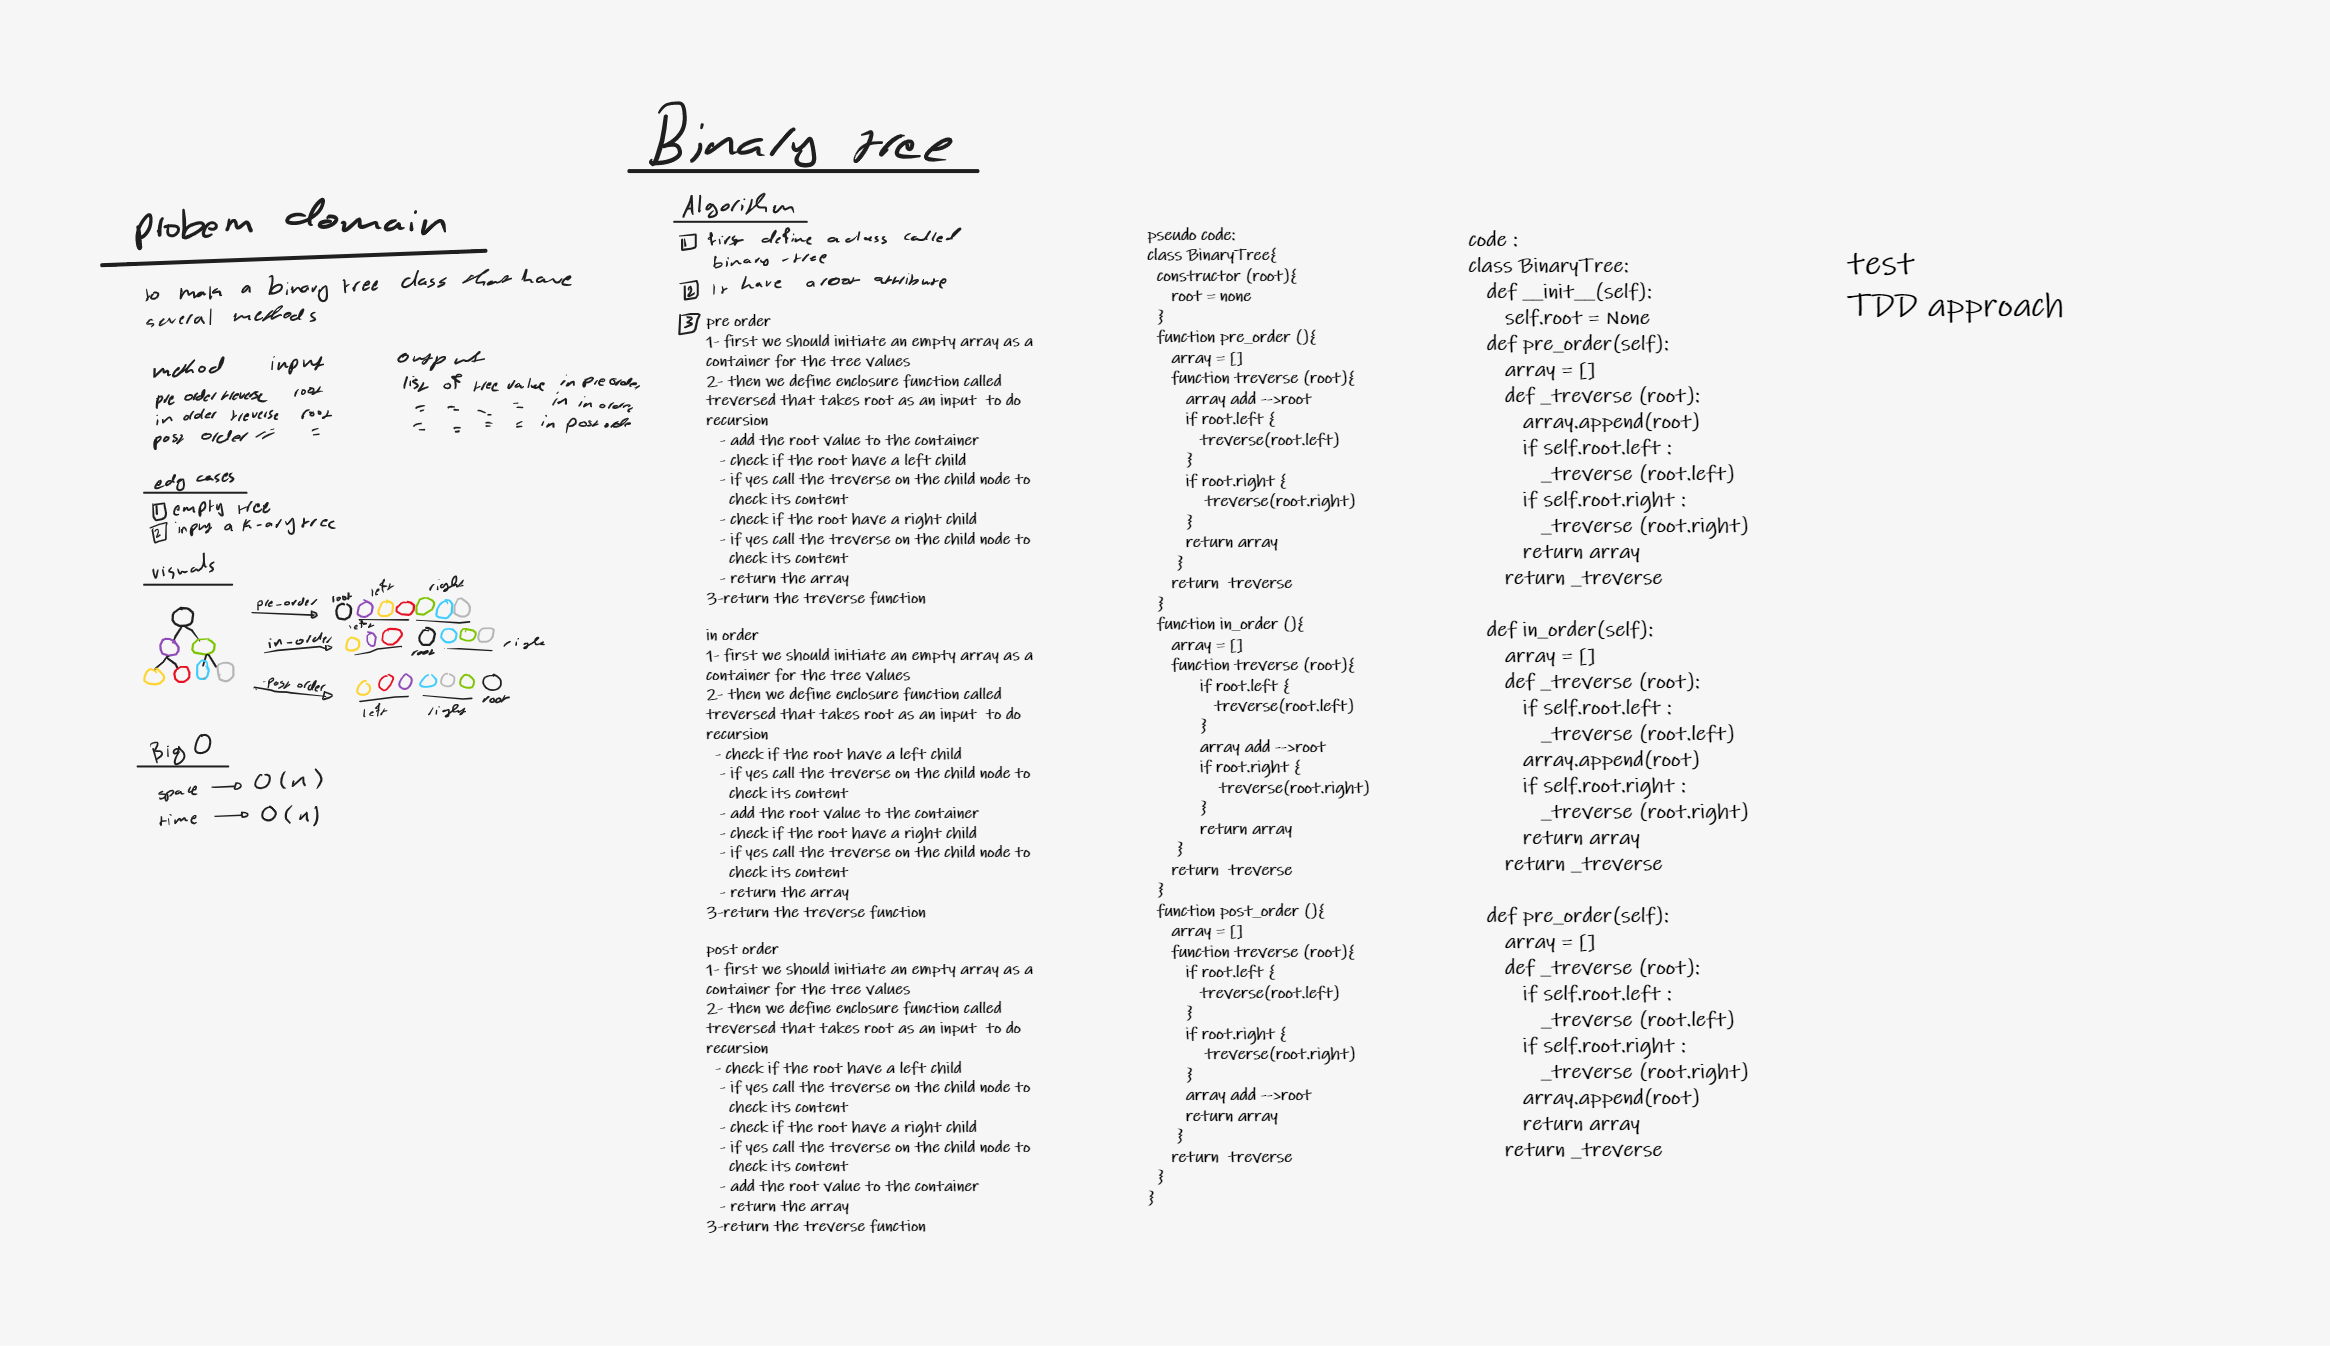 Binary tree
Probem domain
to mak a binary tree class that have
several methods
method input output
pre order treverse root list of tree value in pre order
in order treverse root = = = = in in order
post order = = = = = = in post orde
edg cases
1 empty tree
2 input a k-ary tree
visuals
pre-order
root left right
in-order
left root right
post order
left right root
Big O
space → O(n)
time → O(n)
Algorithm
1 first define a class called
binary-tree
2 It have a root attribute
3 pre order
1- first we should initiate an empty array as a
container for the tree values
2- then we define enclosure function called
treversed that takes root as an input to do
recursion
- add the root value to the container
- check if the root have a left child
- if yes call the treverse on the child node to
check its content
- check if the root have a right child
- if yes call the treverse on the child node to
check its content
- return the array
3-return the treverse function
in order
1- first we should initiate an empty array as a
container for the tree values
2- then we define enclosure function called
treversed that takes root as an input to do
recursion
- check if the root have a left child
- if yes call the treverse on the child node to
check its content
- add the root value to the container
- check if the root have a right child
- if yes call the treverse on the child node to
check its content
- return the array
3-return the treverse function
post order
1- first we should initiate an empty array as a
container for the tree values
2- then we define enclosure function called
treversed that takes root as an input to do
recursion
- check if the root have a left child
- if yes call the treverse on the child node to
check its content
- check if the root have a right child
- if yes call the treverse on the child node to
check its content
- add the root value to the container
- return the array
3-return the treverse function
pseudo code:
class BinaryTree{
constructor (root){
root = none
}
function pre_order (){
array = []
function treverse (root){
array add -->root
if root.left {
treverse(root.left)
}
if root.right {
treverse(root.right)
}
return array
}
return treverse
}
function in_order (){
array = []
function treverse (root){
if root.left {
treverse(root.left)
}
array add -->root
if root.right {
treverse(root.right)
}
return array
}
return treverse
}
function post_order (){
array = []
function treverse (root){
if root.left {
treverse(root.left)
}
if root.right {
treverse(root.right)
}
array add -->root
return array
}
return treverse
}
}
code :
class BinaryTree:
def __init__(self):
self.root = None
def pre_order(self):
array = []
def _treverse (root):
array.append(root)
if self.root.left :
_treverse (root.left)
if self.root.right :
_treverse (root.right)
return array
return _treverse
def in_order(self):
array = []
def _treverse (root):
if self.root.left :
_treverse (root.left)
array.append(root)
if self.root.right :
_treverse (root.right)
return array
return _treverse
def pre_order(self):
array = []
def _treverse (root):
if self.root.left :
_treverse (root.left)
if self.root.right :
_treverse (root.right)
array.append(root)
return array
return _treverse
test
TDD approach